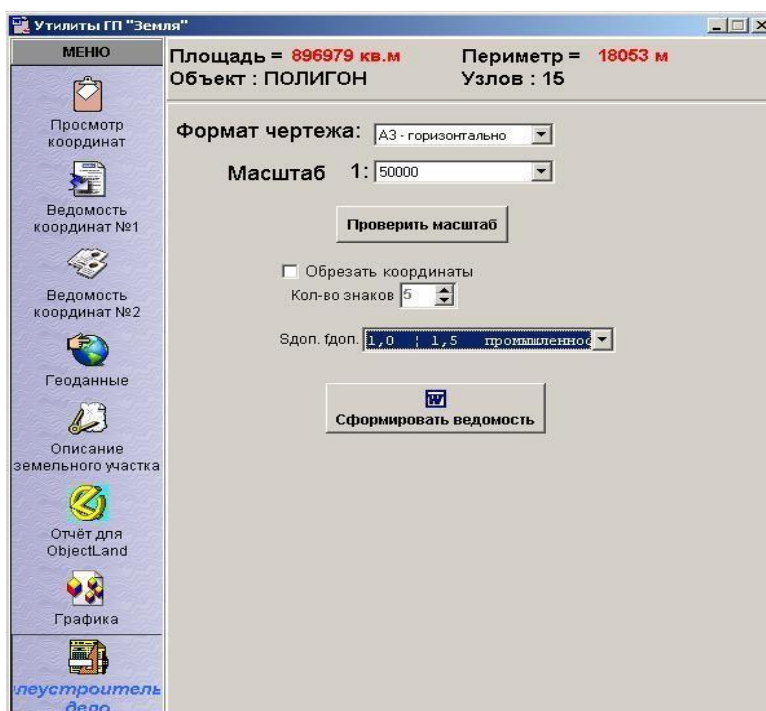 Утилиты ГП "Земля"
МЕНЮ
Просмотр
координат
Ведомость
координат №1
Ведомость
координат №2
Геоданные
Описание
земельного участка
Отчёт для
ObjectLand
Графика
леустроитель
дело
Площадь = 896979 кв.м
Периметр = 18053 м
Объект : ПОЛИГОН
Узлов : 15
Формат чертежа: А3 - горизонтально
Масштаб 1: 50000
Проверить масштаб
Обрезать координаты
Кол-во знаков 5
Sдоп. fдоп. 1,0 ¦ 1,5 промышленнос
Сформировать ведомость